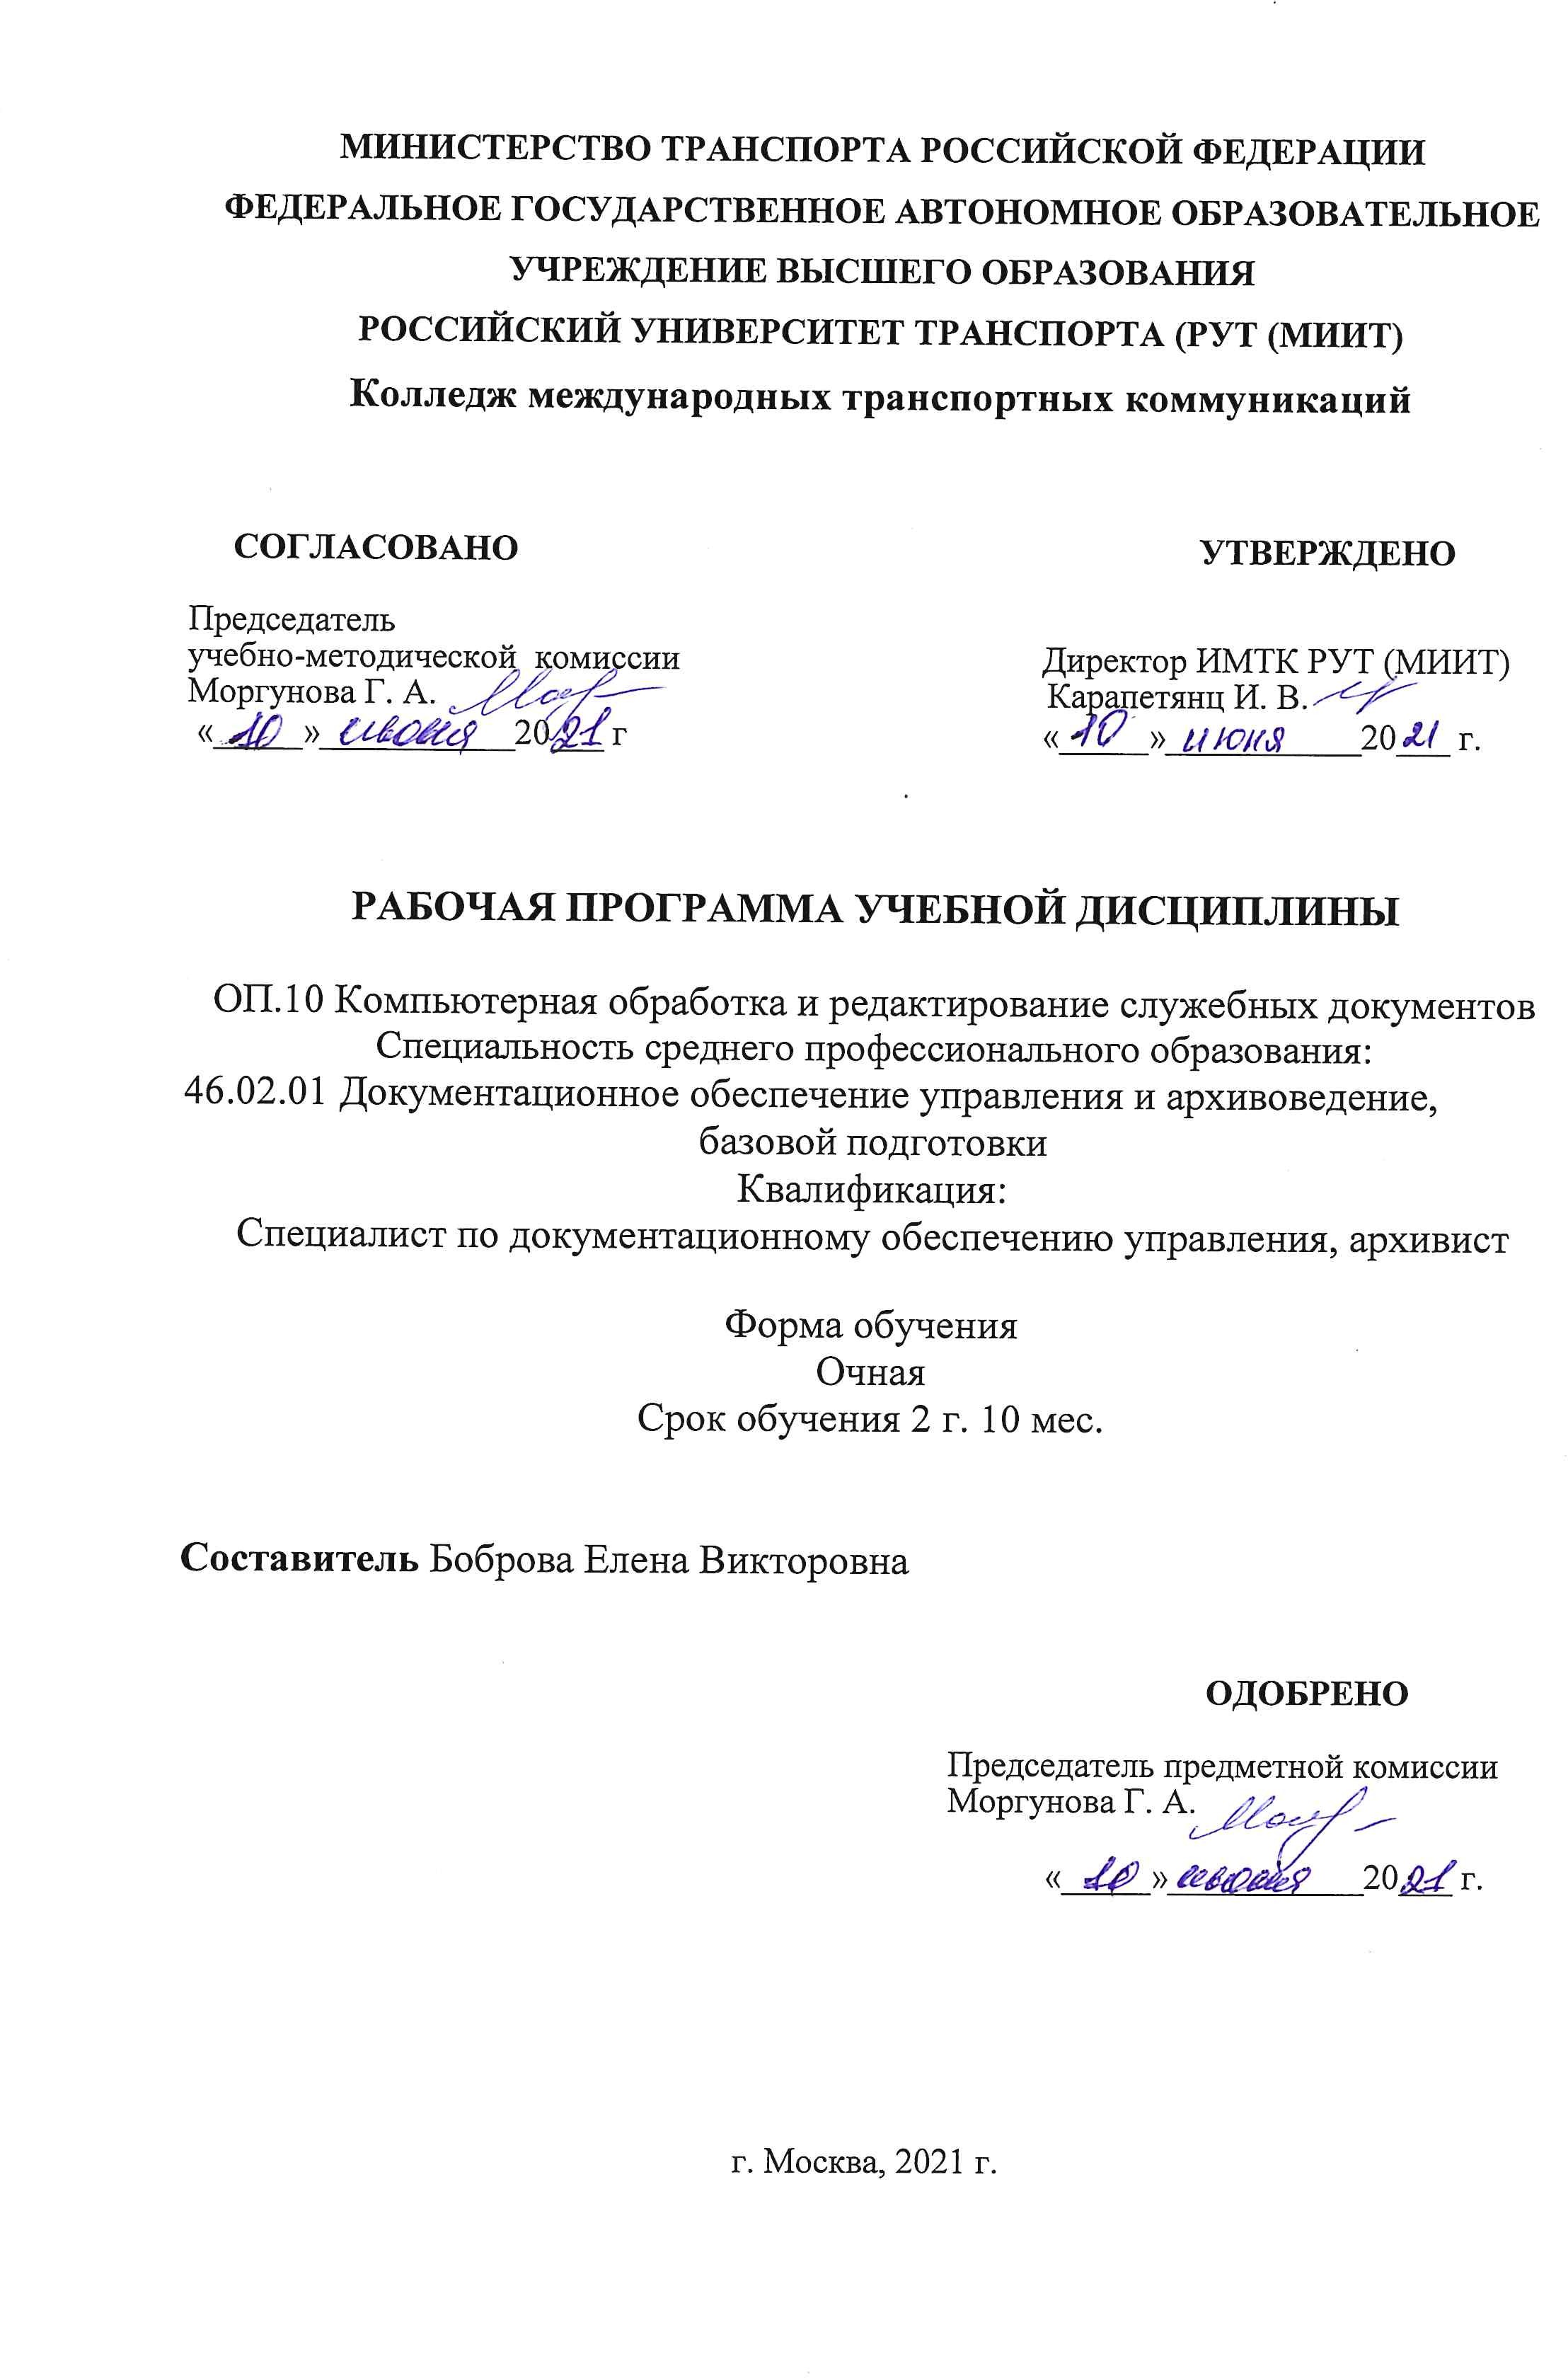 МИНИСТЕРСТВО ТРАНСПОРТА РОССИЙСКОЙ ФЕДЕРАЦИИ
ФЕДЕРАЛЬНОЕ ГОСУДАРСТВЕННОЕ АВТОНОМНОЕ ОБРАЗОВАТЕЛЬНОЕ
УЧРЕЖДЕНИЕ ВЫСШЕГО ОБРАЗОВАНИЯ
РОССИЙСКИЙ УНИВЕРСИТЕТ ТРАНСПОРТА (РУТ (МИИТ)
Колледж международных транспортных коммуникаций
СОГЛАСОВАНО
Председатель
учебно-методической комиссии
Моргунова Г. А.
«10» июня 2021 г
УТВЕРЖДЕНО
Директор ИМТК РУТ (МИИТ)
Карапетянц И. В.
«10» июня 2021 г.
РАБОЧАЯ ПРОГРАММА УЧЕБНОЙ ДИСЦИПЛИНЫ
ОП.10 Компьютерная обработка и редактирование служебных документов
Специальность среднего профессионального образования:
46.02.01 Документационное обеспечение управления и архивоведение,
базовой подготовки
Квалификация:
Специалист по документационному обеспечению управления, архивист
Форма обучения
Очная
Срок обучения 2 г. 10 мес.
Составитель Боброва Елена Викторовна
ОДОБРЕНО
Председатель предметной комиссии
Моргунова Г. А.
«10» июня 2021 г.
г. Москва, 2021 г.